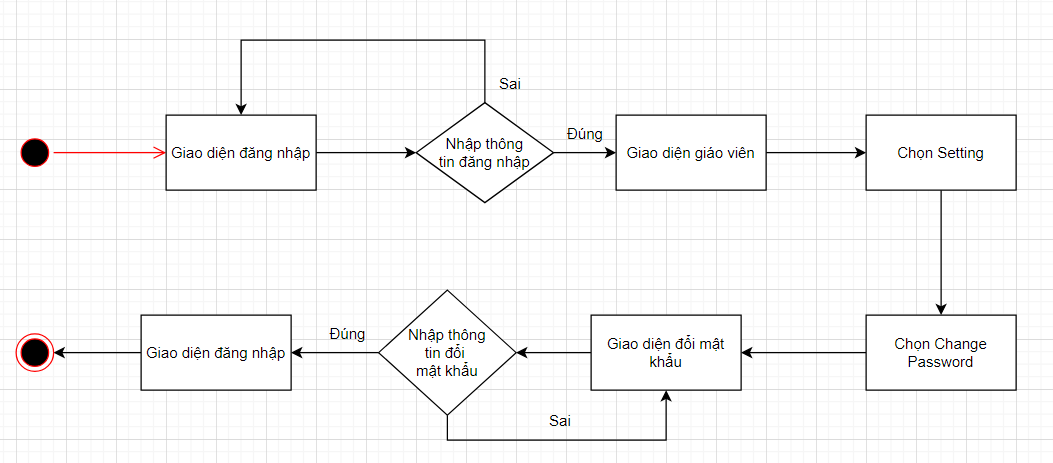 Sai
Giao diện đăng nhập
Nhập thông
tin đăng nhập
Đúng
Giao diện giáo viên
Chọn Setting
Chọn Change
Password
Giao diện đổi mật
khẩu
Nhập thông
tin đổi
mật khẩu
Sai
Đúng
Giao diện đăng nhập